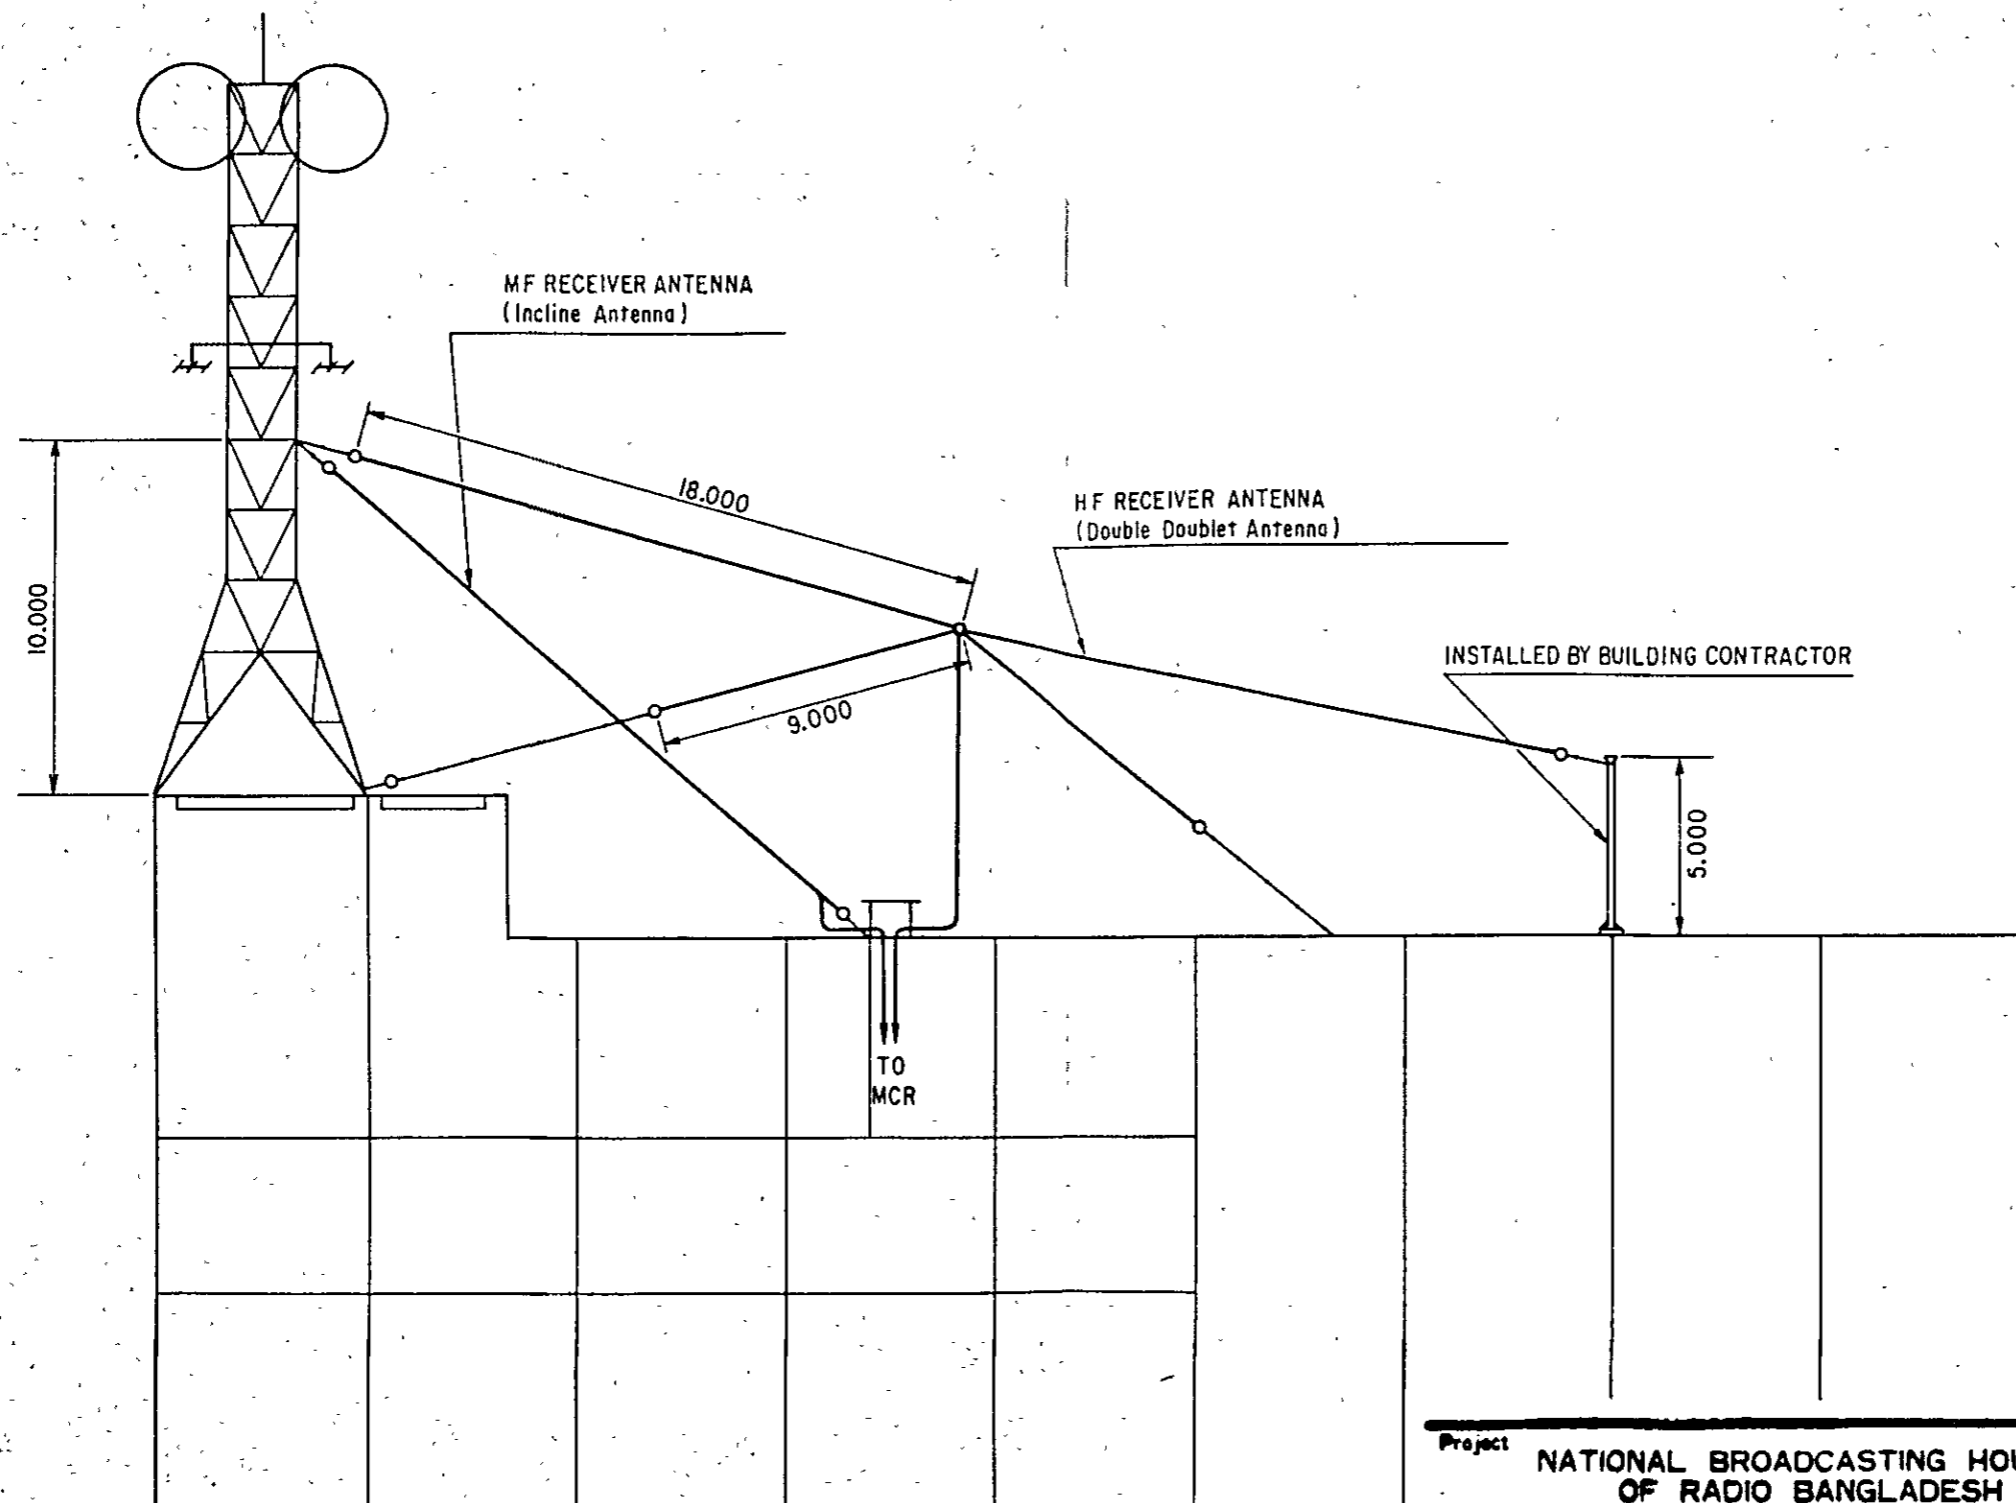 MF RECEIVER ANTENNA
(Incline Antenna)
18.000
HF RECEIVER ANTENNA
(Double Doublet Antenna)
10.000
INSTALLED BY BUILDING CONTRACTOR
9.000
5.000
TO
MCR
Project
NATIONAL BROADCASTING HOU
OF RADIO BANGLADESH